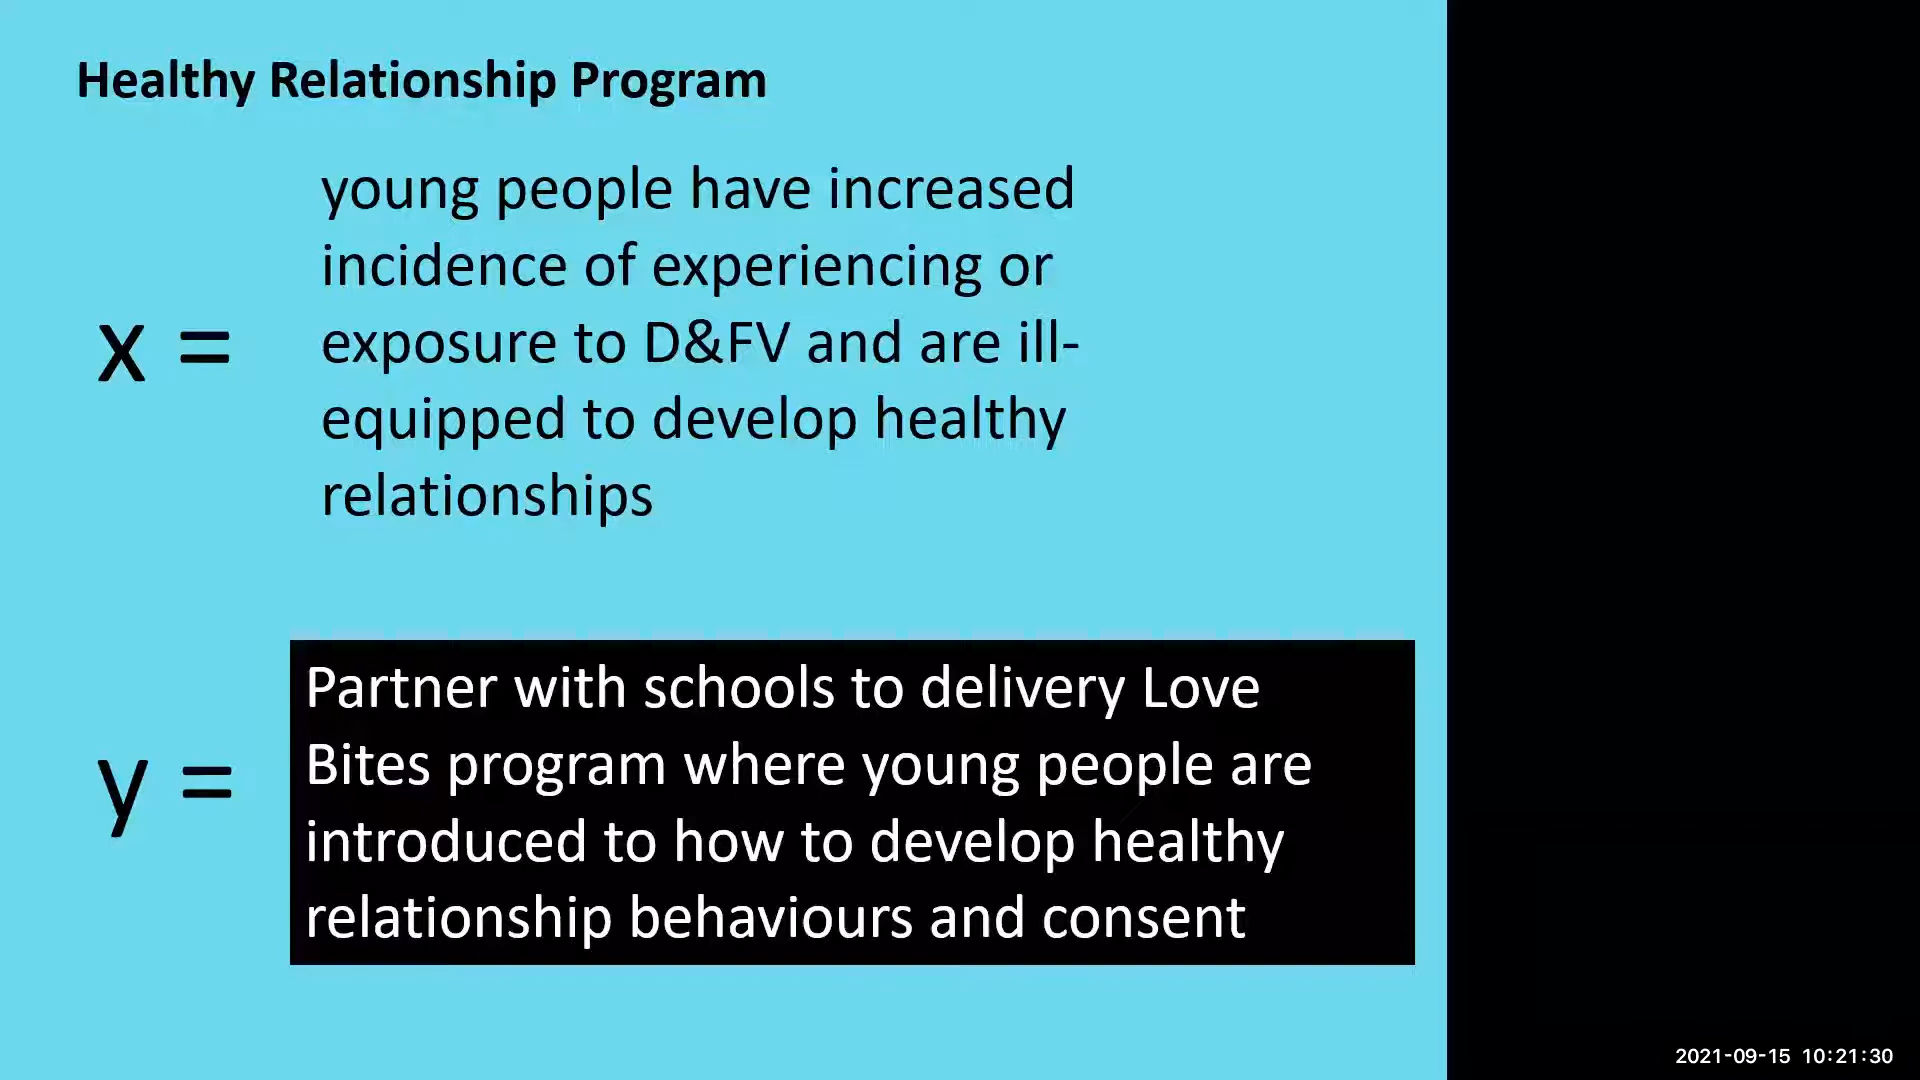 Healthy Relationship Program
young people have increased
incidence of experiencing or
x =
exposure to D&FV and are ill-
equipped to develop healthy
relationships
Partner with schools to delivery Love
Bites program where young people are
y =
introduced to how to develop healthy
relationship behaviours and consent
2021-09-15 10:21:30